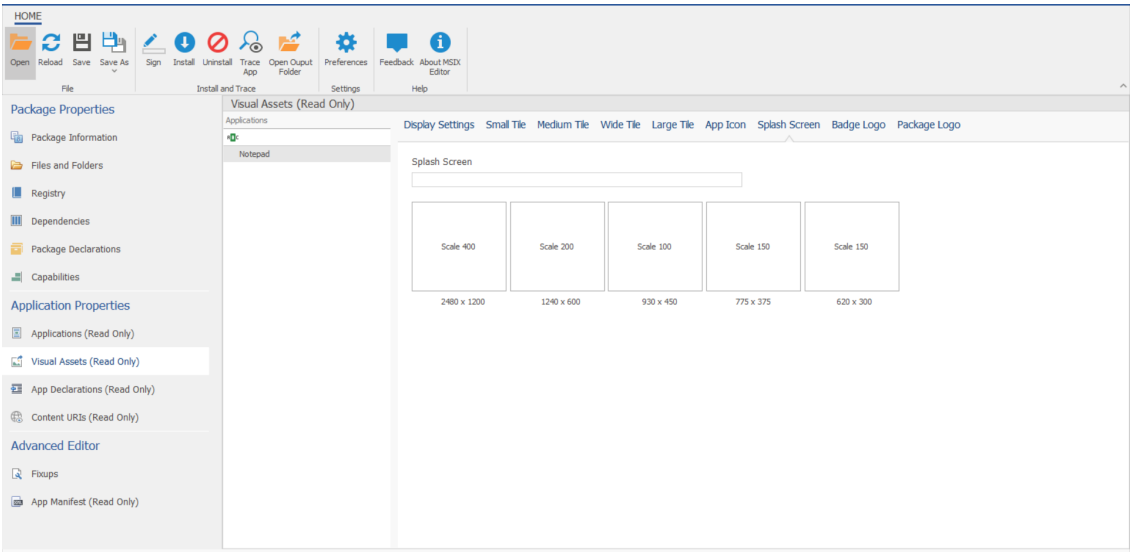 HOME
Open Reload Save Save As Sign Install Uninstall Trace App Open Ouput Folder Preferences Feedback About MSIX Editor
File Install and Trace Settings Help
Package Properties
Package Information
Files and Folders
Registry
Dependencies
Package Declarations
Capabilities
Application Properties
Applications (Read Only)
Visual Assets (Read Only)
App Declarations (Read Only)
Content URIs (Read Only)
Advanced Editor
Fixups
App Manifest (Read Only)
Visual Assets (Read Only)
Applications
Notepad
Display Settings Small Tile Medium Tile Wide Tile Large Tile App Icon Splash Screen Badge Logo Package Logo
Splash Screen
Scale 400 Scale 200 Scale 100 Scale 150 Scale 150
2480 x 1200 1240 x 600 930 x 450 775 x 375 620 x 300